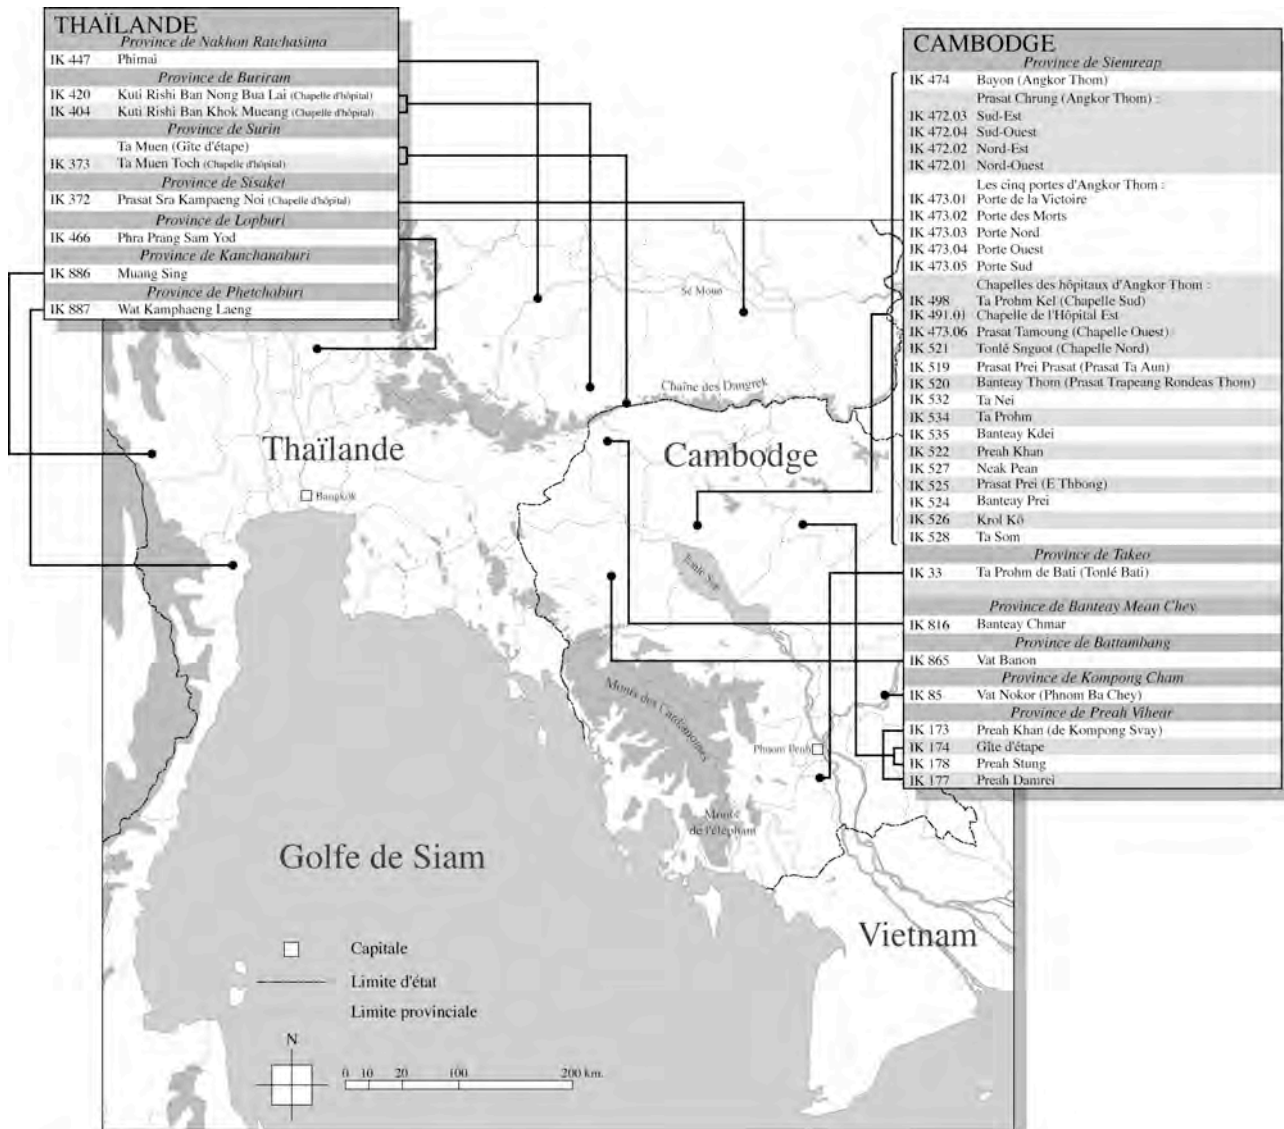 THAÏLANDE
Province de Nakhon Ratchasima
IK 447 Phimai
Province de Buriram
IK 420 Kuti Rishi Ban Nong Bua Lai (Chapelle d'hôpital)
IK 404 Kuti Rishi Ban Khok Mueang (Chapelle d'hôpital)
Province de Surin
Ta Muen (Gîte d'étape)
IK 373 Ta Muen Toch (Chapelle d'hôpital)
Province de Sisaket
IK 372 Prasat Sra Kampaeng Noi (Chapelle d'hôpital)
Province de Lopburi
IK 466 Phra Prang Sam Yod
Province de Kanchanaburi
IK 886 Muang Sing
Province de Phetchaburi
IK 887 Wat Kamphaeng Laeng
CAMBODGE
Province de Siemreap
IK 474 Bayon (Angkor Thom)
Prasat Chrung (Angkor Thom) :
IK 472.03 Sud-Est
IK 472.04 Sud-Ouest
IK 472.02 Nord-Est
IK 472.01 Nord-Ouest
Les cinq portes d'Angkor Thom :
IK 473.01 Porte de la Victoire
IK 473.02 Porte des Morts
IK 473.03 Porte Nord
IK 473.04 Porte Ouest
IK 473.05 Porte Sud
Chapelles des hôpitaux d'Angkor Thom :
IK 498 Ta Prohm Kel (Chapelle Sud)
IK 491.01 Chapelle de l'Hôpital Est
IK 473.06 Prasat Tamoung (Chapelle Ouest)
IK 521 Tonlé Snguot (Chapelle Nord)
IK 519 Prasat Prei Prasat (Prasat Ta Aun)
IK 520 Banteay Thom (Prasat Trapeang Rondeas Thom)
IK 532 Ta Nei
IK 534 Ta Prohm
IK 535 Banteay Kdei
IK 522 Preah Khan
IK 527 Neak Pean
IK 525 Prasat Prei (E Thbong)
IK 524 Banteay Prei
IK 526 Krol Kô
IK 528 Ta Som
Province de Takeo
IK 33 Ta Prohm de Bati (Tonlé Bati)
Province de Banteay Mean Chey
IK 816 Banteay Chmar
Province de Battambang
IK 865 Vat Banon
Province de Kompong Cham
IK 85 Vat Nokor (Phnom Ba Chey)
Province de Preah Vihear
IK 173 Preah Khan (de Kompong Svay)
IK 174 Gîte d'étape
IK 178 Preah Stung
IK 177 Preah Damrei
Sé Moun
Chaîne des Dangrek
Thaïlande
Cambodge
Bangkok
Tonlé Sap
Monts des Cardamomes
Phnom Penh
Monts
de l'éléphant
Golfe de Siam
Vietnam
Capitale
Limite d'état
Limite provinciale
N
0 10 20 100 200 km.